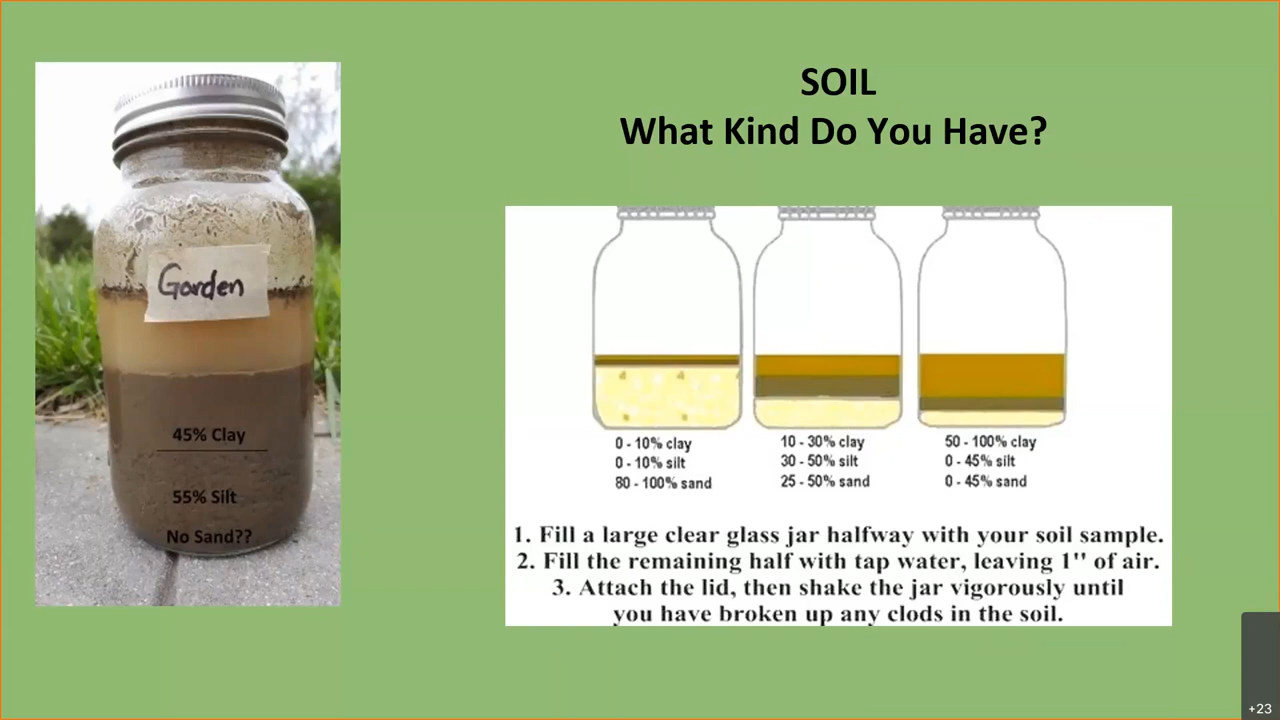 SOIL
What Kind Do You Have?
Garden
45% Clay
55% Silt
No Sand??
0 - 10% clay
0 - 10% silt
80 - 100% sand
10 - 30% clay
30 - 50% silt
25 - 50% sand
50 - 100% clay
0 - 45% silt
0 - 45% sand
1. Fill a large clear glass jar halfway with your soil sample.
2. Fill the remaining half with tap water, leaving 1" of air.
3. Attach the lid, then shake the jar vigorously until
you have broken up any clods in the soil.
+23